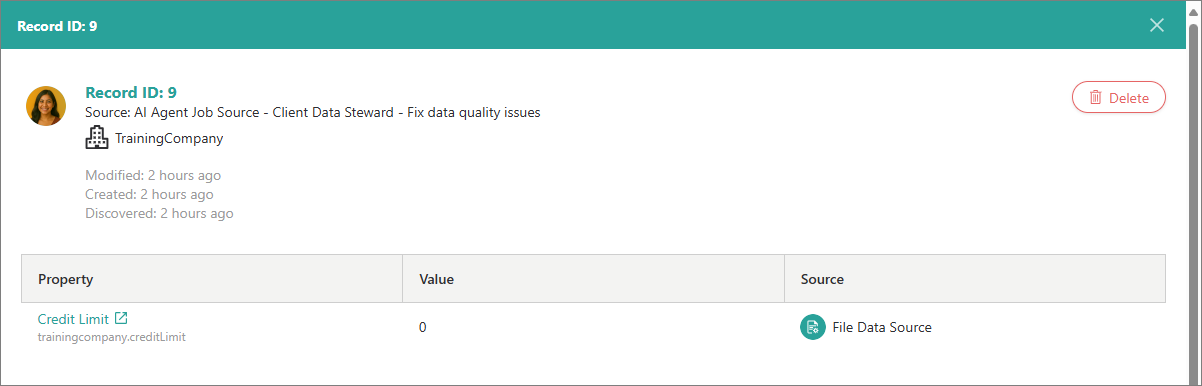 Record ID: 9
Record ID: 9
Source: AI Agent Job Source - Client Data Steward - Fix data quality issues
Delete
TrainingCompany
Modified: 2 hours ago
Created: 2 hours ago
Discovered: 2 hours ago
Property Value Source
Credit Limit 0 File Data Source
trainingcompany.creditLimit